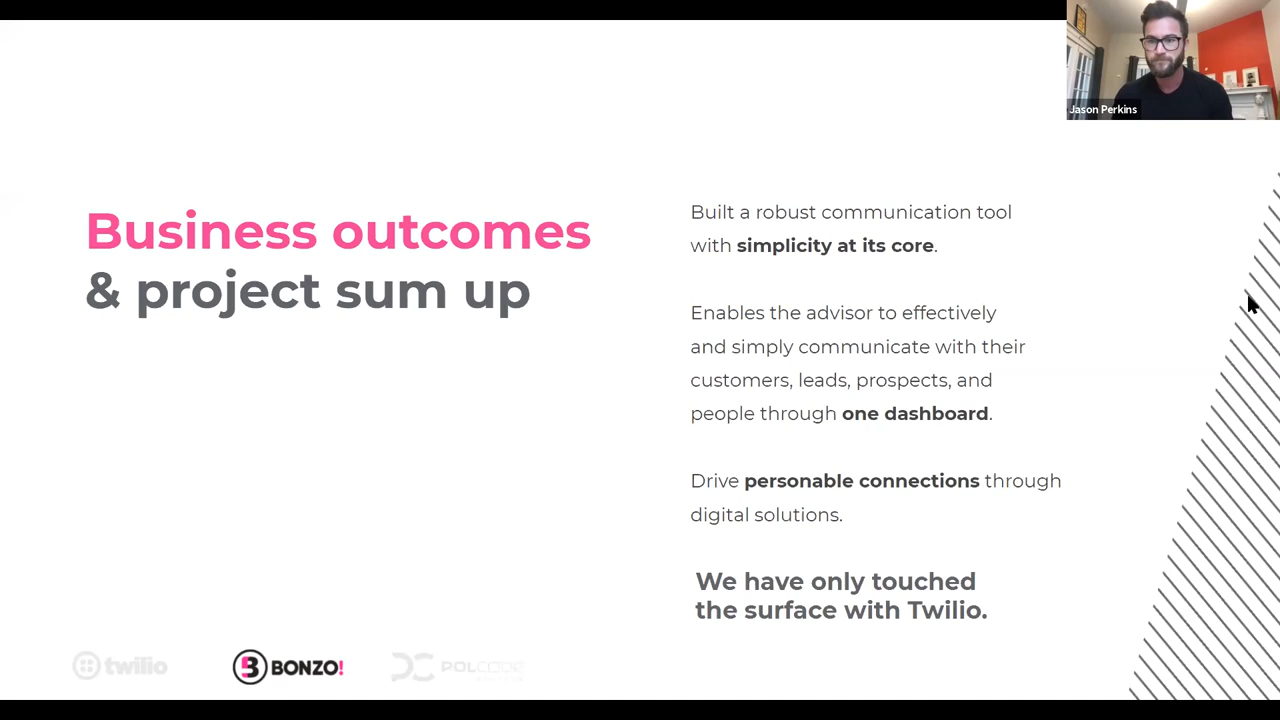 Jason Perkins
Business outcomes
& project sum up
Built a robust communication tool
with simplicity at its core.
Enables the advisor to effectively
and simply communicate with their
customers, leads, prospects, and
people through one dashboard.
Drive personable connections through
digital solutions.
We have only touched
the surface with Twilio.
twilio
BONZO!
POLCODE